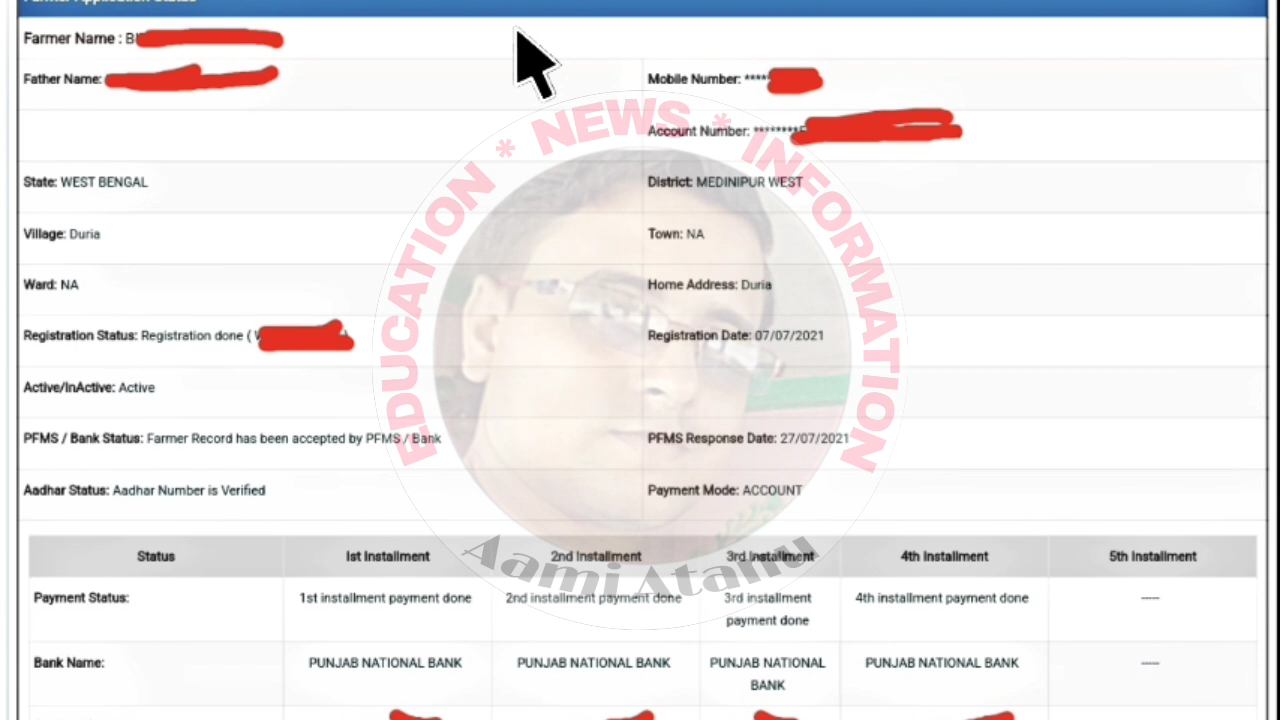 Farmer Application Status
Farmer Name : B
Father Name:
Mobile Number: ****
Account Number: ********
State: WEST BENGAL
District: MEDINIPUR WEST
Village: Duria
Town: NA
Ward: NA
Home Address: Duria
Registration Status: Registration done (
Registration Date: 07/07/2021
Active/InActive: Active
PFMS / Bank Status: Farmer Record has been accepted by PFMS / Bank
PFMS Response Date: 27/07/2021
Aadhar Status: Aadhar Number is Verified
Payment Mode: ACCOUNT
EDUCATION * NEWS * INFORMATION
Aami Atanu
Status
Ist Installment
2nd Installment
3rd Installment
4th Installment
5th Installment
Payment Status:
1st installment payment done
2nd installment payment done
3rd installment
payment done
4th installment payment done
-----
Bank Name:
PUNJAB NATIONAL BANK
PUNJAB NATIONAL BANK
PUNJAB NATIONAL
BANK
PUNJAB NATIONAL BANK
-----